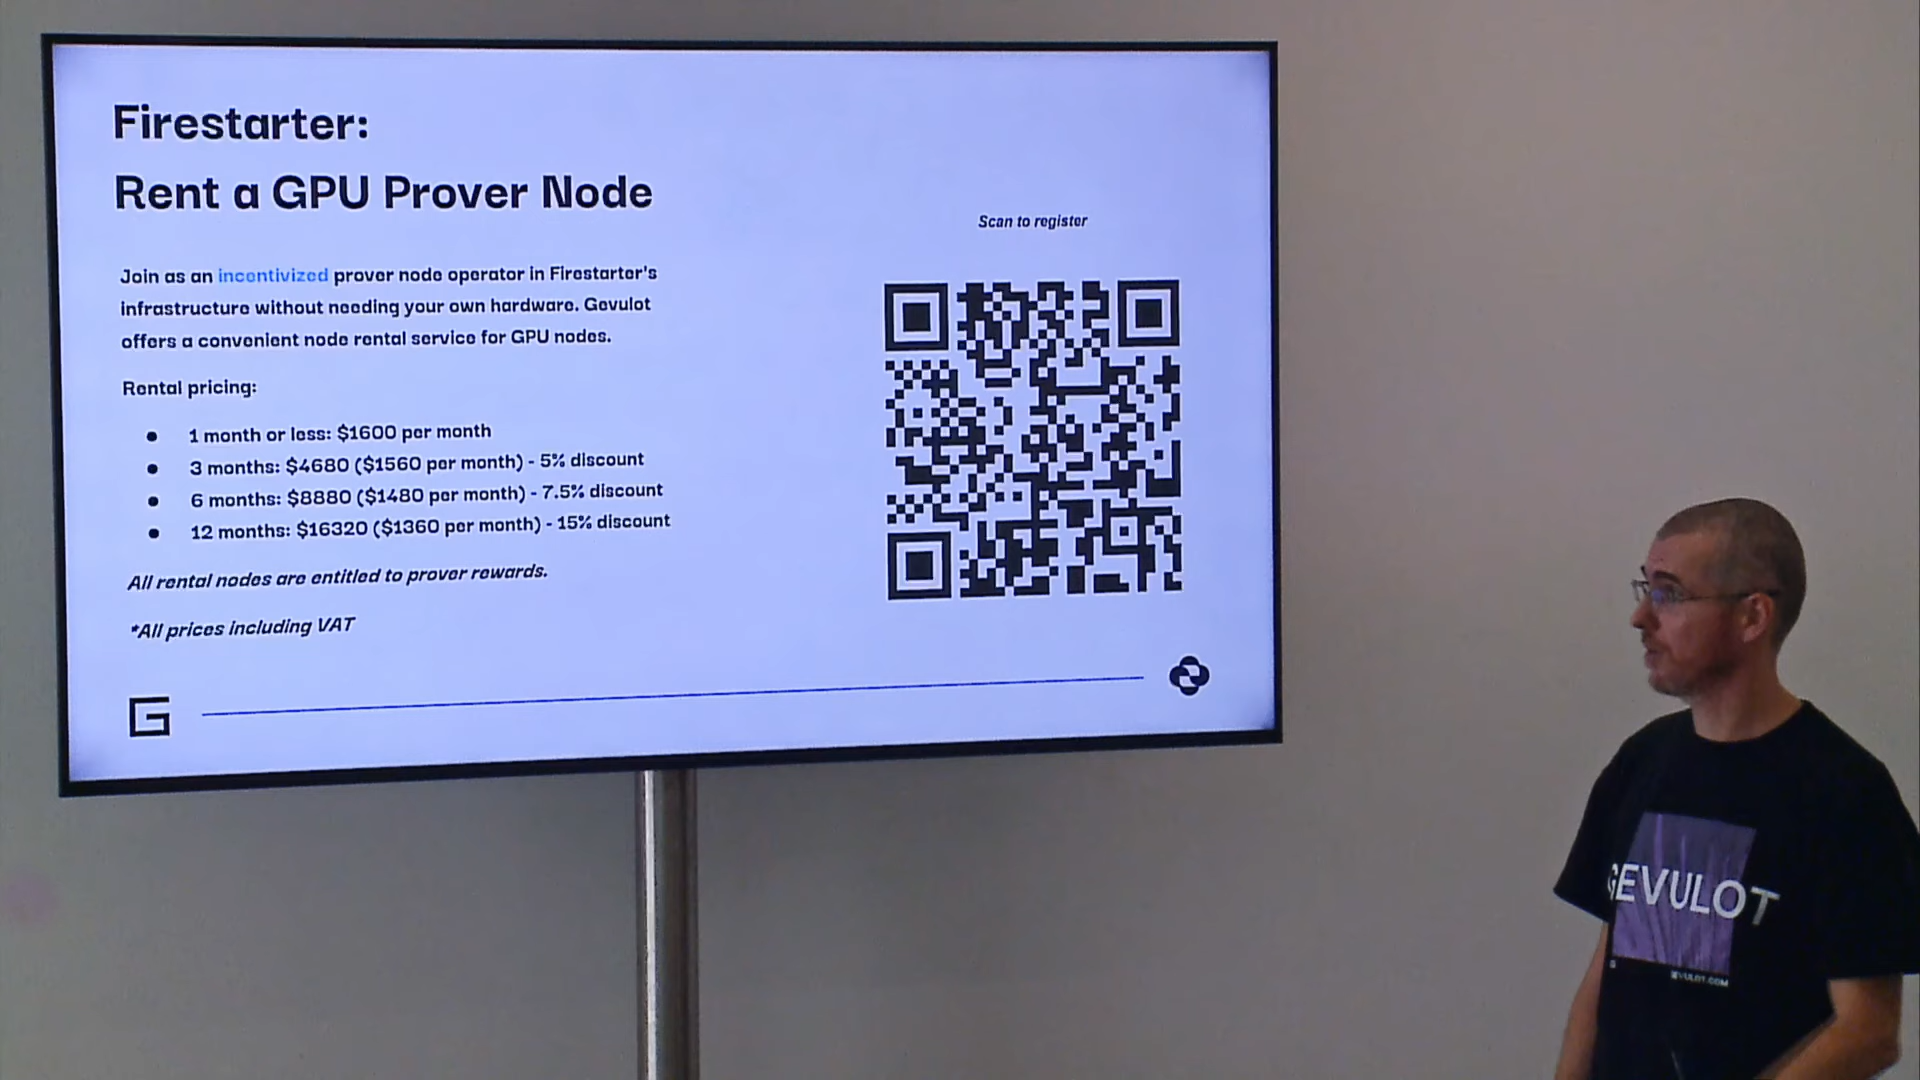 Firestarter:
Rent a GPU Prover Node
Join as an incentivized prover node operator in Firestarter's
infrastructure without needing your own hardware. Gevulot
offers a convenient node rental service for GPU nodes.
Rental pricing:
● 1 month or less: $1600 per month
● 3 months: $4680 ($1560 per month) - 5% discount
● 6 months: $8880 ($1480 per month) - 7.5% discount
● 12 months: $16320 ($1360 per month) - 15% discount
All rental nodes are entitled to prover rewards.
*All prices including VAT
Scan to register
G
GEVULOT
GEVULOT.COM